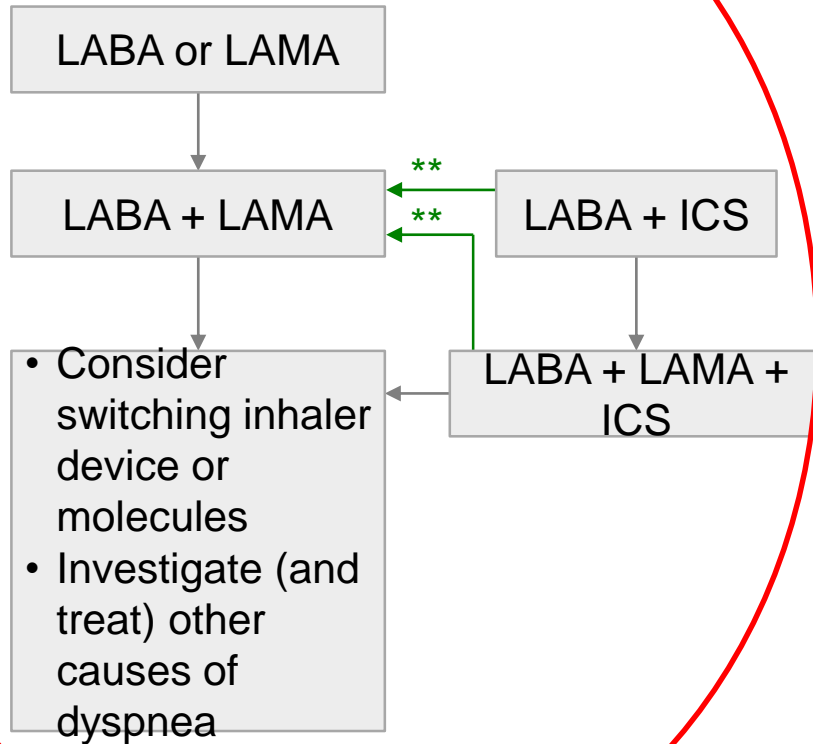 LABA or LAMA
**
LABA + LAMA
**
LABA + ICS
• Consider
switching inhaler
device or
molecules
• Investigate (and
treat) other
causes of
dyspnea
LABA + LAMA +
ICS